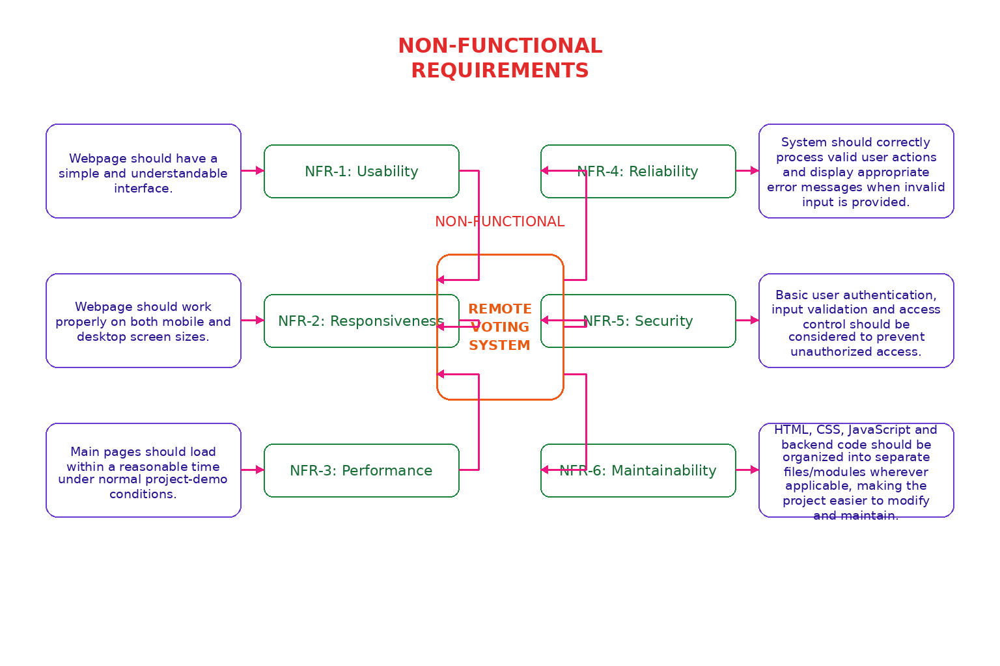 NON-FUNCTIONAL
REQUIREMENTS
Webpage should have a
simple and understandable
interface.
NFR-1: Usability
NFR-4: Reliability
System should correctly
process valid user actions
and display appropriate
error messages when invalid
input is provided.
NON-FUNCTIONAL
Webpage should work
properly on both mobile and
desktop screen sizes.
NFR-2: Responsiveness
REMOTE
VOTING
SYSTEM
NFR-5: Security
Basic user authentication,
input validation and access
control should be
considered to prevent
unauthorized access.
Main pages should load
within a reasonable time
under normal project-demo
conditions.
NFR-3: Performance
NFR-6: Maintainability
HTML, CSS, JavaScript and
backend code should be
organized into separate
files/modules wherever
applicable, making the
project easier to modify
and maintain.